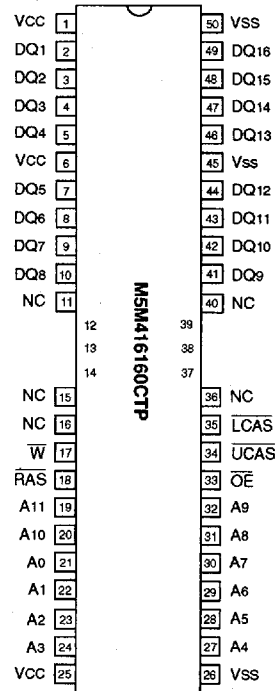 VCC 1 50 VSS
DQ1 2 49 DQ16
DQ2 3 48 DQ15
DQ3 4 47 DQ14
DQ4 5 46 DQ13
VCC 6 45 Vss
DQ5 7 44 DQ12
DQ6 8 43 DQ11
DQ7 9 42 DQ10
DQ8 10 41 DQ9
NC 11 40 NC
12 39
13 38
14 37
M5M416160CTP
NC 15 36 NC
NC 16 35 LCAS
W 17 34 UCAS
RAS 18 33 OE
A11 19 32 A9
A10 20 31 A8
A0 21 30 A7
A1 22 29 A6
A2 23 28 A5
A3 24 27 A4
VCC 25 26 VSS